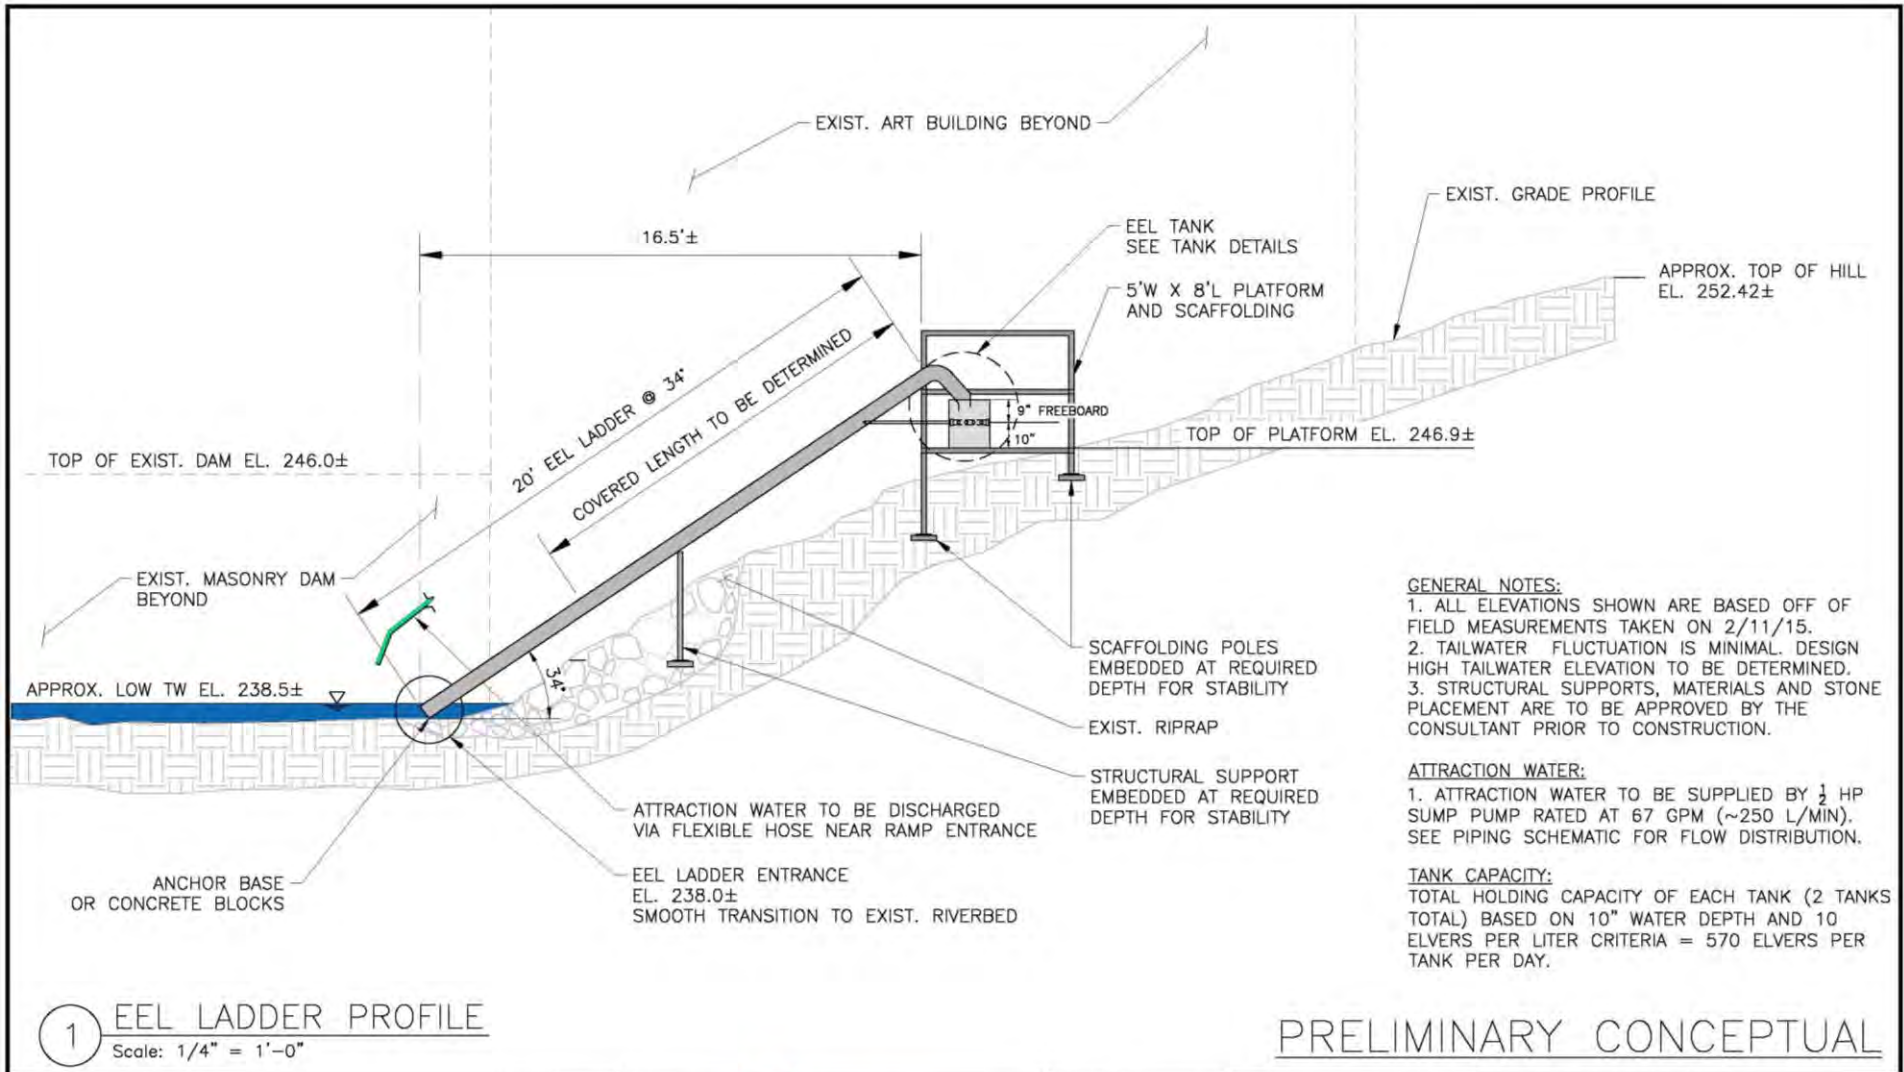 EXIST. ART BUILDING BEYOND
EXIST. GRADE PROFILE
16.5'±
EEL TANK
SEE TANK DETAILS
APPROX. TOP OF HILL
EL. 252.42±
5'W X 8'L PLATFORM
AND SCAFFOLDING
20' EEL LADDER @ 34°
COVERED LENGTH TO BE DETERMINED
9" FREEBOARD
10"
TOP OF PLATFORM EL. 246.9±
TOP OF EXIST. DAM EL. 246.0±
EXIST. MASONRY DAM
BEYOND
APPROX. LOW TW EL. 238.5±
34°
SCAFFOLDING POLES
EMBEDDED AT REQUIRED
DEPTH FOR STABILITY
EXIST. RIPRAP
STRUCTURAL SUPPORT
EMBEDDED AT REQUIRED
DEPTH FOR STABILITY
ATTRACTION WATER TO BE DISCHARGED
VIA FLEXIBLE HOSE NEAR RAMP ENTRANCE
EEL LADDER ENTRANCE
EL. 238.0±
SMOOTH TRANSITION TO EXIST. RIVERBED
ANCHOR BASE
OR CONCRETE BLOCKS
GENERAL NOTES:
1. ALL ELEVATIONS SHOWN ARE BASED OFF OF
FIELD MEASUREMENTS TAKEN ON 2/11/15.
2. TAILWATER FLUCTUATION IS MINIMAL. DESIGN
HIGH TAILWATER ELEVATION TO BE DETERMINED.
3. STRUCTURAL SUPPORTS, MATERIALS AND STONE
PLACEMENT ARE TO BE APPROVED BY THE
CONSULTANT PRIOR TO CONSTRUCTION.
ATTRACTION WATER:
1. ATTRACTION WATER TO BE SUPPLIED BY ½ HP
SUMP PUMP RATED AT 67 GPM (~250 L/MIN).
SEE PIPING SCHEMATIC FOR FLOW DISTRIBUTION.
TANK CAPACITY:
TOTAL HOLDING CAPACITY OF EACH TANK (2 TANKS
TOTAL) BASED ON 10" WATER DEPTH AND 10
ELVERS PER LITER CRITERIA = 570 ELVERS PER
TANK PER DAY.
1 EEL LADDER PROFILE
Scale: 1/4" = 1'-0"
PRELIMINARY CONCEPTUAL